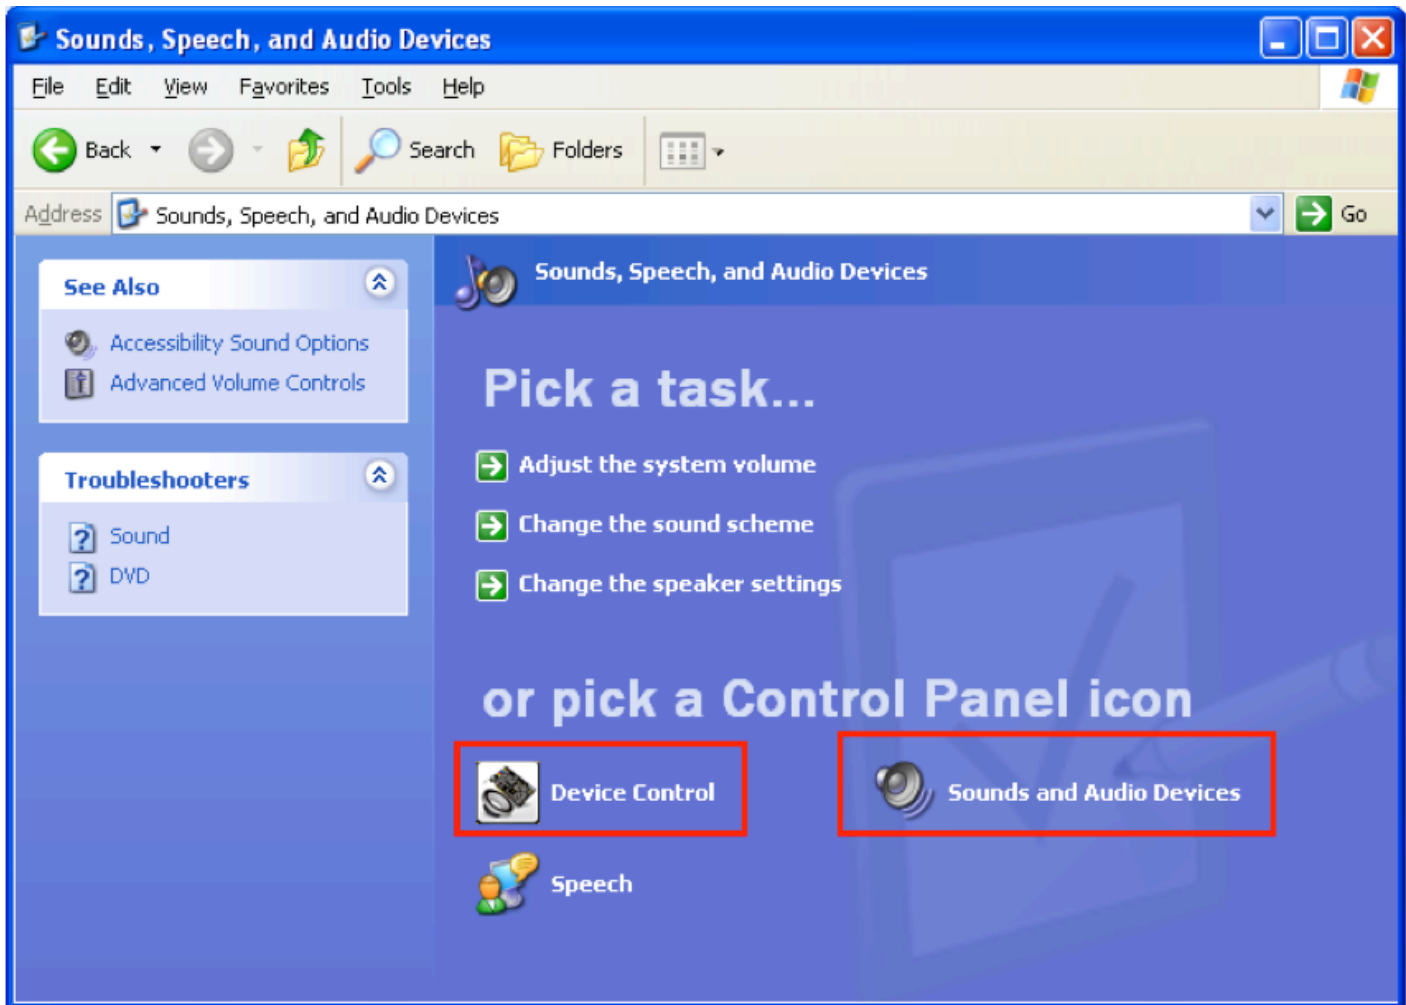 Sounds, Speech, and Audio Devices
File Edit View Favorites Tools Help
Back Search Folders
Address Sounds, Speech, and Audio Devices Go
See Also
Accessibility Sound Options
Advanced Volume Controls
Troubleshooters
Sound
DVD
Sounds, Speech, and Audio Devices
Pick a task...
Adjust the system volume
Change the sound scheme
Change the speaker settings
or pick a Control Panel icon
Device Control Sounds and Audio Devices
Speech